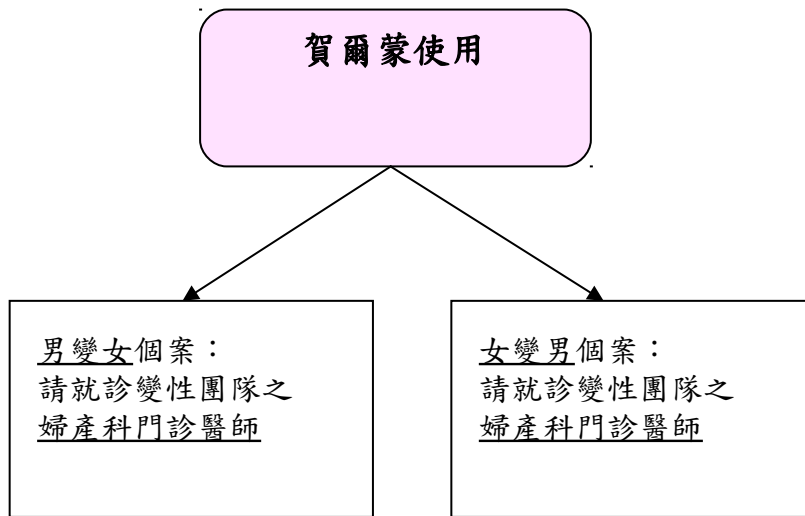 賀爾蒙使用
男變女個案：
請就診變性團隊之
婦產科門診醫師
女變男個案：
請就診變性團隊之
婦產科門診醫師